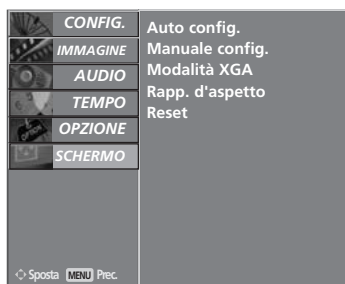 CONFIG.
IMMAGINE
AUDIO
TEMPO
OPZIONE
SCHERMO
Auto config.
Manuale config.
Modalità XGA
Rapp. d'aspetto
Reset
Sposta MENU Prec.